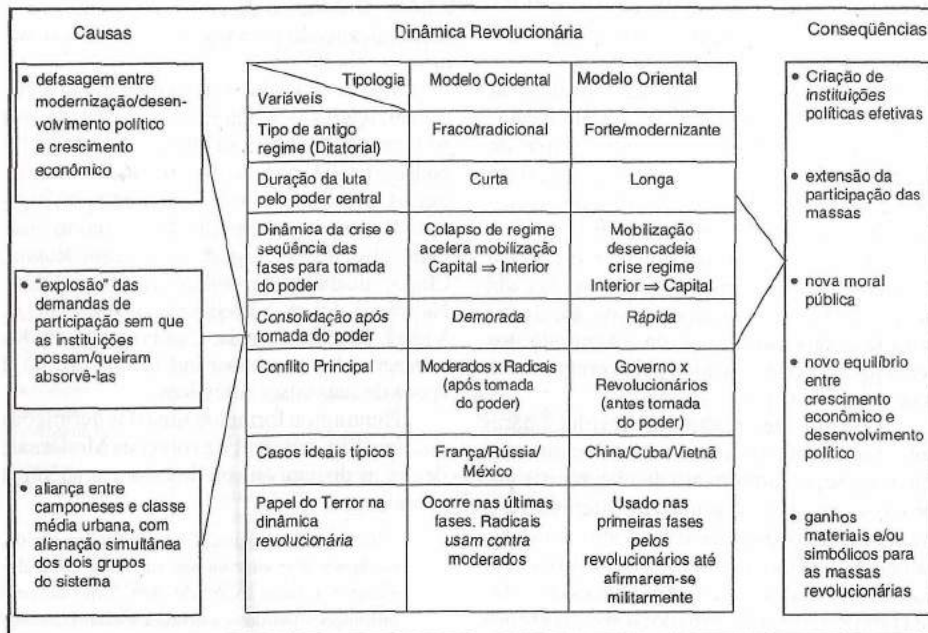 Causas
Dinâmica Revolucionária
Conseqüências
• defasagem entre
modernização/desen-
volvimento político
e crescimento
econômico
• "explosão" das
demandas de
participação sem que
as instituições
possam/queiram
absorvê-las
• aliança entre
camponeses e classe
média urbana, com
alienação simultânea
dos dois grupos
do sistema
Tipologia
Variáveis
Modelo Ocidental
Modelo Oriental
Tipo de antigo
regime (Ditatorial)
Fraco/tradicional
Forte/modernizante
Duração da luta
pelo poder central
Curta
Longa
Dinâmica da crise e
seqüência das
fases para tomada
do poder
Colapso de regime
acelera mobilização
Capital ⇒ Interior
Mobilização
desencadeia
crise regime
Interior ⇒ Capital
Consolidação após
tomada do poder
Demorada
Rápida
Conflito Principal
Moderados x Radicais
(após tomada
do poder)
Governo x
Revolucionários
(antes tomada
do poder)
Casos ideais típicos
França/Rússia/
México
China/Cuba/Vietnã
Papel do Terror na
dinâmica
revolucionária
Ocorre nas últimas
fases. Radicais
usam contra
moderados
Usado nas
primeiras fases
pelos
revolucionários até
afirmarem-se
militarmente
• Criação de
instituições
políticas efetivas
• extensão da
participação das
massas
• nova moral
pública
• novo equilíbrio
entre
crescimento
econômico e
desenvolvimento
político
• ganhos
materiais e/ou
simbólicos para
as massas
revolucionárias